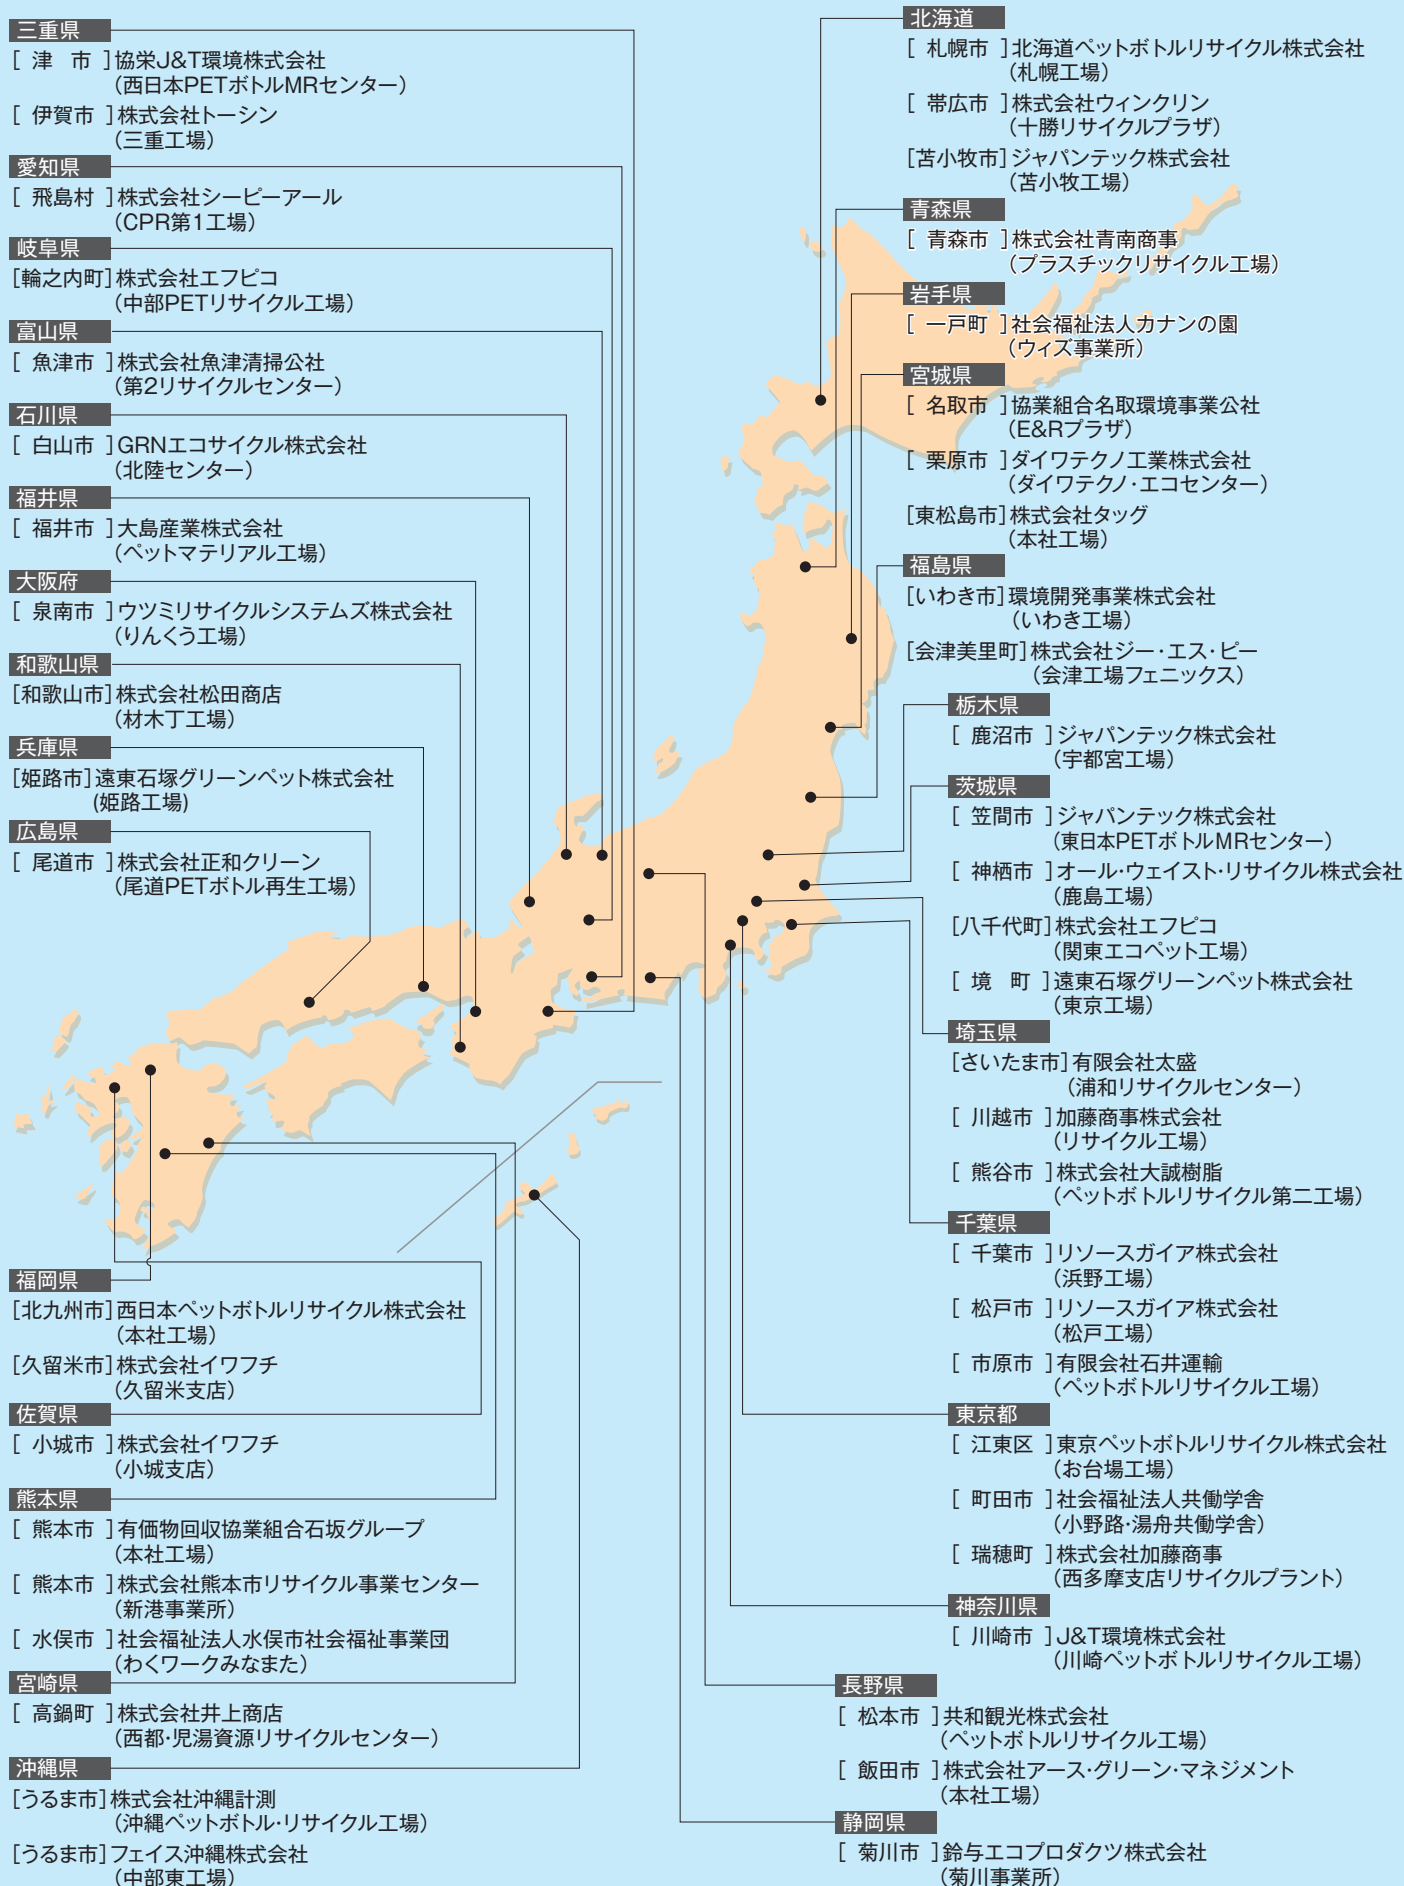 三重県
[ 津　市 ]協栄J&T環境株式会社
（西日本PETボトルMRセンター）
[ 伊賀市 ]株式会社トーシン
（三重工場）
愛知県
[ 飛島村 ]株式会社シーピーアール
（CPR第1工場）
岐阜県
[輪之内町]株式会社エフピコ
（中部PETリサイクル工場）
富山県
[ 魚津市 ]株式会社魚津清掃公社
（第2リサイクルセンター）
石川県
[ 白山市 ]GRNエコサイクル株式会社
（北陸センター）
福井県
[ 福井市 ]大島産業株式会社
（ペットマテリアル工場）
大阪府
[ 泉南市 ]ウツミリサイクルシステムズ株式会社
（りんくう工場）
和歌山県
[和歌山市]株式会社松田商店
（材木丁工場）
兵庫県
[姫路市]遠東石塚グリーンペット株式会社
(姫路工場)
広島県
[ 尾道市 ]株式会社正和クリーン
（尾道PETボトル再生工場）
福岡県
[北九州市]西日本ペットボトルリサイクル株式会社
（本社工場）
[久留米市]株式会社イワフチ
（久留米支店）
佐賀県
[ 小城市 ]株式会社イワフチ
（小城支店）
熊本県
[ 熊本市 ]有価物回収協業組合石坂グループ
（本社工場）
[ 熊本市 ]株式会社熊本市リサイクル事業センター
（新港事業所）
[ 水俣市 ]社会福祉法人水俣市社会福祉事業団
（わくワークみなまた）
宮崎県
[ 高鍋町 ]株式会社井上商店
（西都・児湯資源リサイクルセンター）
沖縄県
[うるま市]株式会社沖縄計測
（沖縄ペットボトル・リサイクル工場）
[うるま市]フェイス沖縄株式会社
（中部東工場）
北海道
[ 札幌市 ]北海道ペットボトルリサイクル株式会社
（札幌工場）
[ 帯広市 ]株式会社ウィンクリン
（十勝リサイクルプラザ）
[苫小牧市]ジャパンテック株式会社
（苫小牧工場）
青森県
[ 青森市 ]株式会社青南商事
（プラスチックリサイクル工場）
岩手県
[ 一戸町 ]社会福祉法人カナンの園
（ウィズ事業所）
宮城県
[ 名取市 ]協業組合名取環境事業公社
（E&Rプラザ）
[ 栗原市 ]ダイワテクノ工業株式会社
（ダイワテクノ・エコセンター）
[東松島市]株式会社タッグ
（本社工場）
福島県
[いわき市]環境開発事業株式会社
（いわき工場）
[会津美里町]株式会社ジー・エス・ピー
（会津工場フェニックス）
栃木県
[ 鹿沼市 ]ジャパンテック株式会社
（宇都宮工場）
茨城県
[ 笠間市 ]ジャパンテック株式会社
（東日本PETボトルMRセンター）
[ 神栖市 ]オール・ウェイスト・リサイクル株式会社
（鹿島工場）
[八千代町]株式会社エフピコ
（関東エコペット工場）
[ 境　町 ]遠東石塚グリーンペット株式会社
（東京工場）
埼玉県
[さいたま市]有限会社太盛
（浦和リサイクルセンター）
[ 川越市 ]加藤商事株式会社
（リサイクル工場）
[ 熊谷市 ]株式会社大誠樹脂
（ペットボトルリサイクル第二工場）
千葉県
[ 千葉市 ]リソースガイア株式会社
（浜野工場）
[ 松戸市 ]リソースガイア株式会社
（松戸工場）
[ 市原市 ]有限会社石井運輸
（ペットボトルリサイクル工場）
東京都
[ 江東区 ]東京ペットボトルリサイクル株式会社
（お台場工場）
[ 町田市 ]社会福祉法人共働学舎
（小野路・湯舟共働学舎）
[ 瑞穂町 ]株式会社加藤商事
（西多摩支店リサイクルプラント）
神奈川県
[ 川崎市 ]J&T環境株式会社
（川崎ペットボトルリサイクル工場）
長野県
[ 松本市 ]共和観光株式会社
（ペットボトルリサイクル工場）
[ 飯田市 ]株式会社アース・グリーン・マネジメント
（本社工場）
静岡県
[ 菊川市 ]鈴与エコプロダクツ株式会社
（菊川事業所）